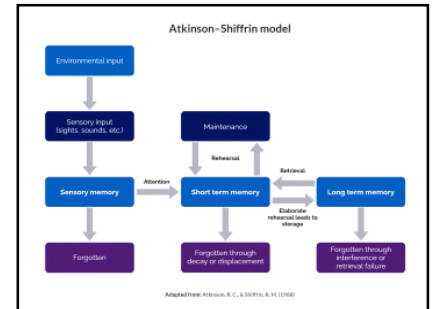 Atkinson–Shiffrin model
Environmental input
Sensory input
(sights, sounds, etc.)
Maintenance
Rehearsal
Retrieval
Sensory memory
Attention
Short term memory
Long term memory
Elaborate
rehearsal leads to
storage
Forgotten
Forgotten through
decay or displacement
Forgotten through
interference or
retrieval failure
Adapted from: Atkinson, R. C., & Shiffrin, R. M. (1968)